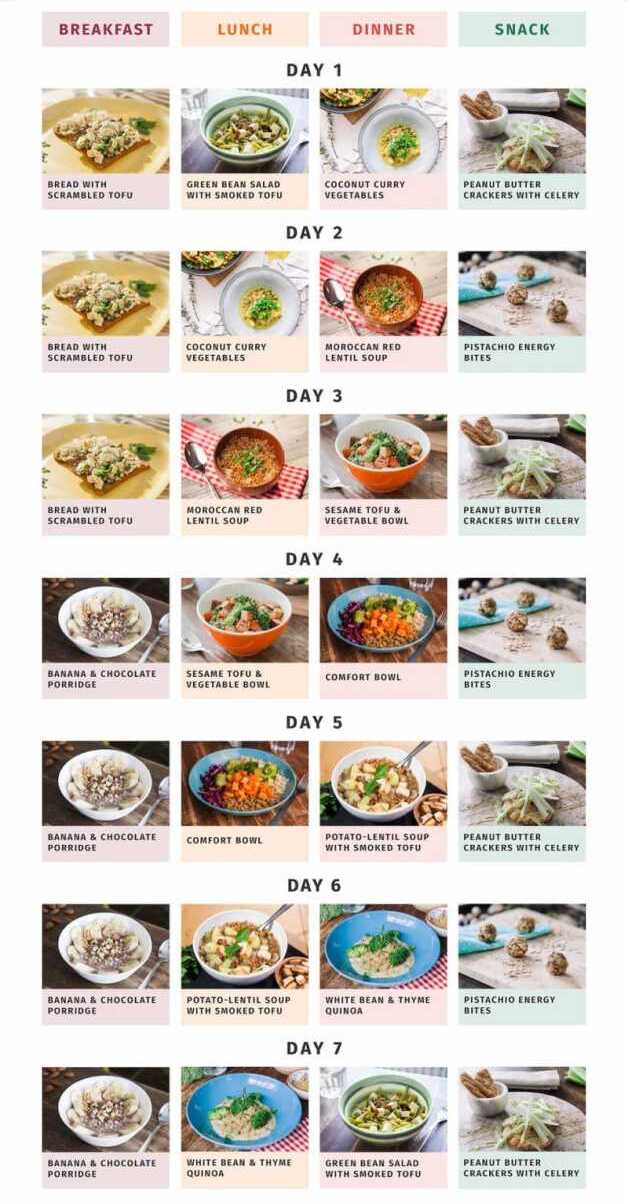 BREAKFAST
LUNCH
DINNER
SNACK
DAY 1
BREAD WITH
SCRAMBLED TOFU
GREEN BEAN SALAD
WITH SMOKED TOFU
COCONUT CURRY
VEGETABLES
PEANUT BUTTER
CRACKERS WITH CELERY
DAY 2
BREAD WITH
SCRAMBLED TOFU
COCONUT CURRY
VEGETABLES
MOROCCAN RED
LENTIL SOUP
PISTACHIO ENERGY
BITES
DAY 3
BREAD WITH
SCRAMBLED TOFU
MOROCCAN RED
LENTIL SOUP
SESAME TOFU &
VEGETABLE BOWL
PEANUT BUTTER
CRACKERS WITH CELERY
DAY 4
BANANA & CHOCOLATE
PORRIDGE
SESAME TOFU &
VEGETABLE BOWL
COMFORT BOWL
PISTACHIO ENERGY
BITES
DAY 5
BANANA & CHOCOLATE
PORRIDGE
COMFORT BOWL
POTATO-LENTIL SOUP
WITH SMOKED TOFU
PEANUT BUTTER
CRACKERS WITH CELERY
DAY 6
BANANA & CHOCOLATE
PORRIDGE
POTATO-LENTIL SOUP
WITH SMOKED TOFU
WHITE BEAN & THYME
QUINOA
PISTACHIO ENERGY
BITES
DAY 7
BANANA & CHOCOLATE
PORRIDGE
WHITE BEAN & THYME
QUINOA
GREEN BEAN SALAD
WITH SMOKED TOFU
PEANUT BUTTER
CRACKERS WITH CELERY